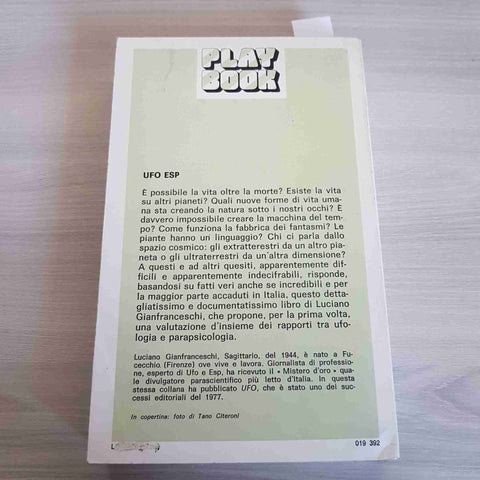 PLAY
BOOK
UFO ESP
È possibile la vita oltre la morte? Esiste la vita
su altri pianeti? Quali nuove forme di vita uma-
na sta creando la natura sotto i nostri occhi? È
davvero impossibile creare la macchina del tem-
po? Come funziona la fabbrica dei fantasmi? Le
piante hanno un linguaggio? Chi ci parla dallo
spazio cosmico: gli extraterrestri da un altro pia-
neta o gli ultraterrestri da un'altra dimensione?
A questi e ad altri quesiti, apparentemente dif-
ficili e apparentemente indecifrabili, risponde,
basandosi su fatti veri anche se incredibili e per
la maggior parte accaduti in Italia, questo detta-
gliatissimo e documentatissimo libro di Luciano
Gianfranceschi, che propone, per la prima volta,
una valutazione d'insieme dei rapporti tra ufo-
logia e parapsicologia.
Luciano Gianfranceschi, Sagittario, del 1944, è nato a Fu-
cecchio (Firenze) ove vive e lavora. Giornalista di professio-
ne, esperto di Ufo e Esp, ha ricevuto il « Mistero d'oro » qua-
le divulgatore parascientifico più letto d'Italia. In questa
stessa collana ha pubblicato UFO, che è stato uno dei suc-
cessi editoriali del 1977.
In copertina: foto di Tano Citeroni
019 392